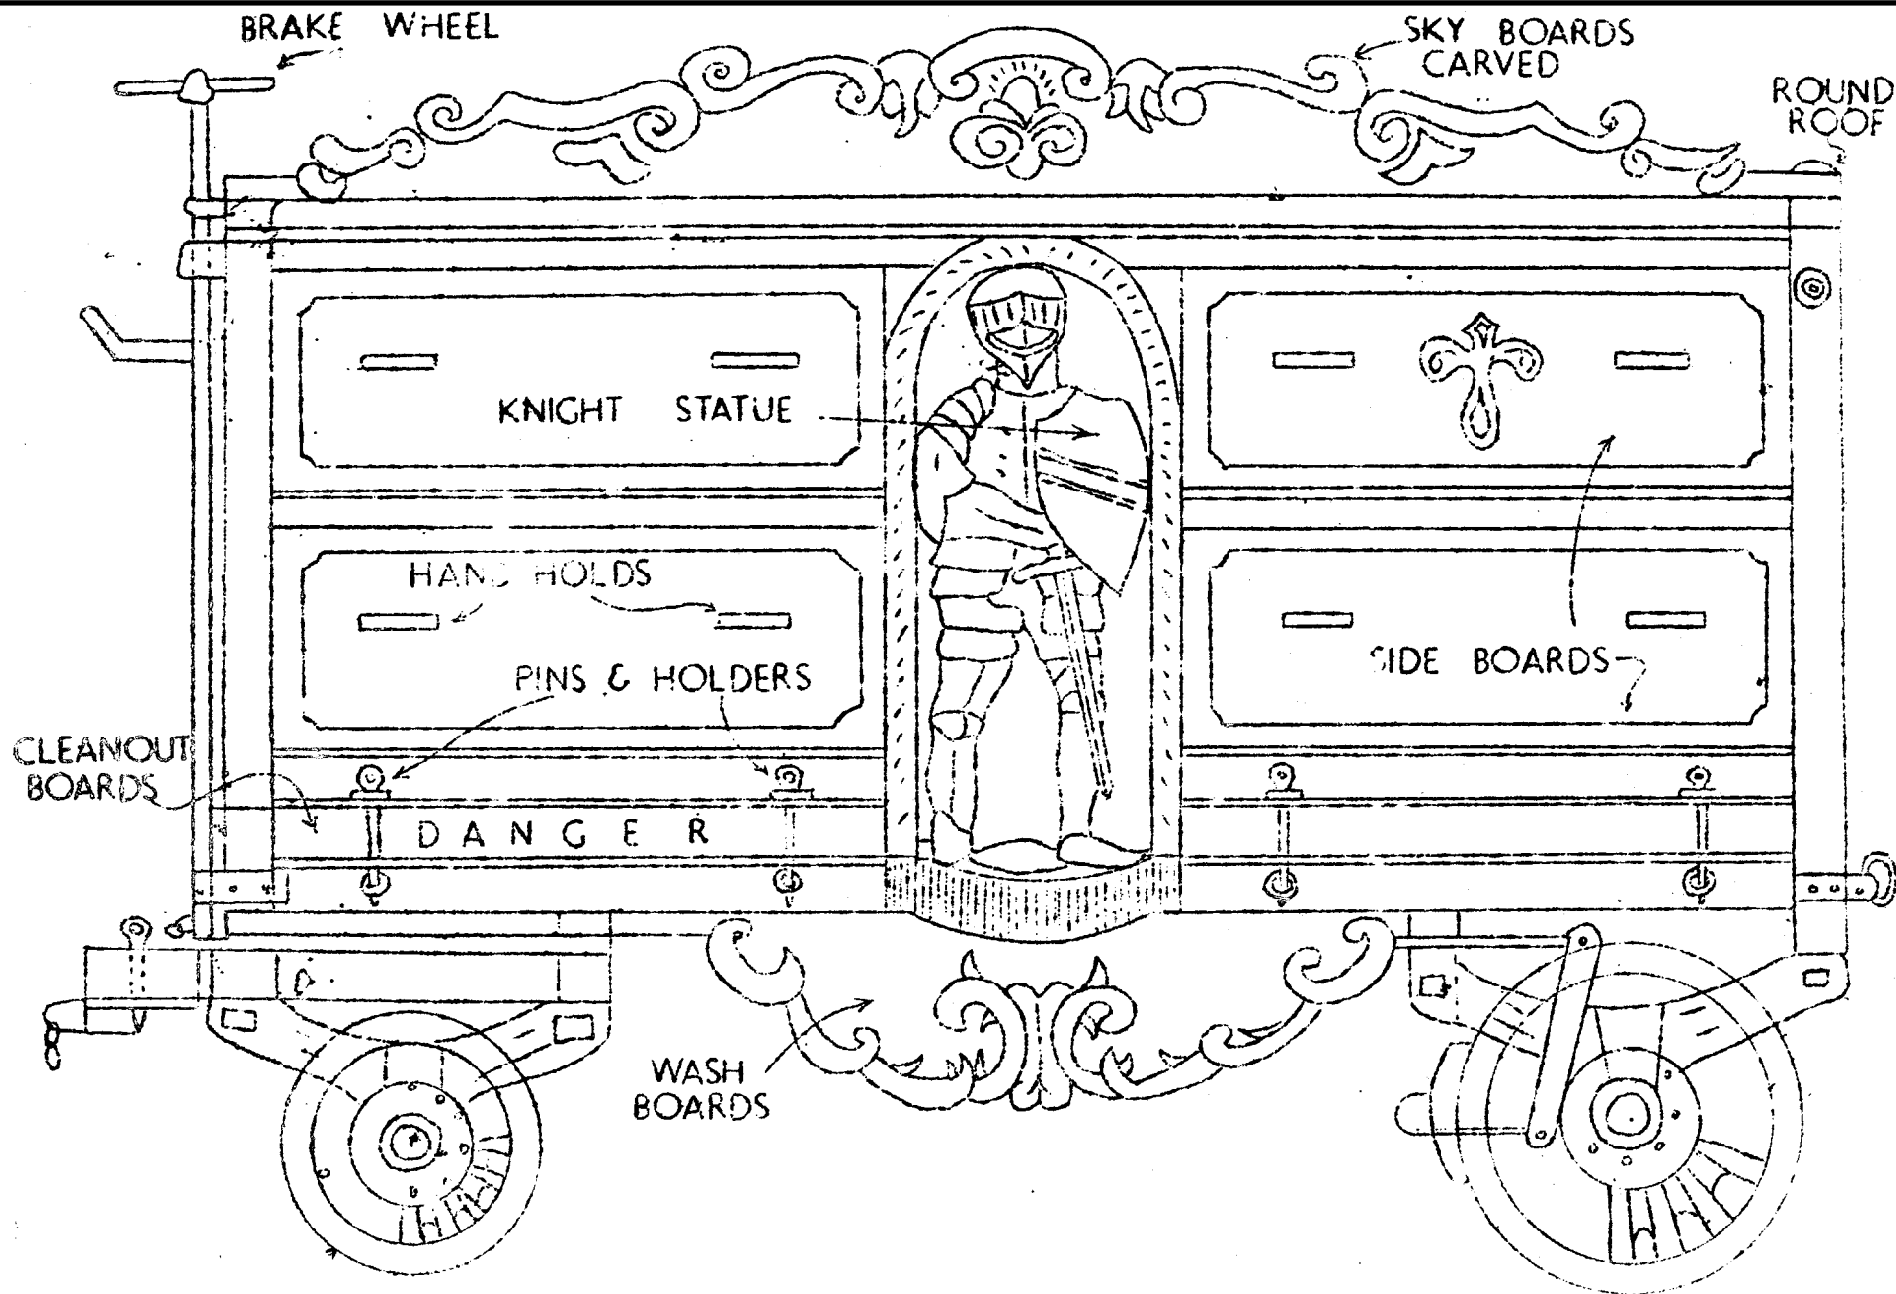 BRAKE WHEEL
SKY BOARDS
CARVED
ROUND
ROOF
KNIGHT STATUE
HAND HOLDS
SIDE BOARDS
PINS & HOLDERS
CLEANOUT
BOARDS
DANGER
WASH
BOARDS